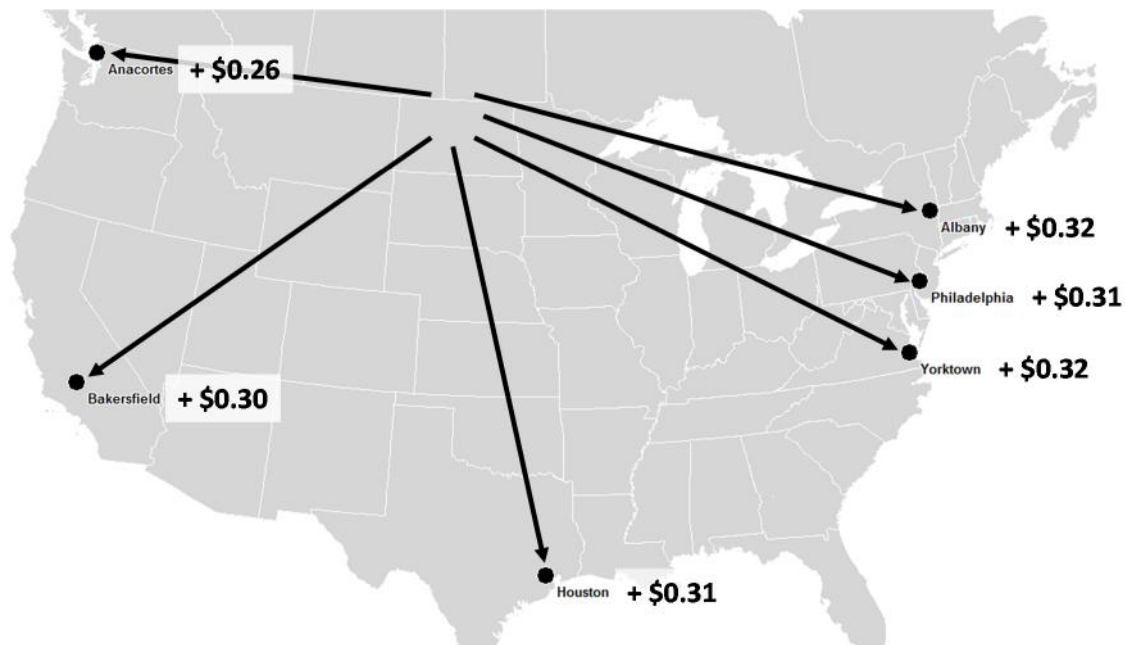 Anacortes + $0.26
Albany + $0.32
Philadelphia + $0.31
Yorktown + $0.32
Bakersfield + $0.30
Houston + $0.31